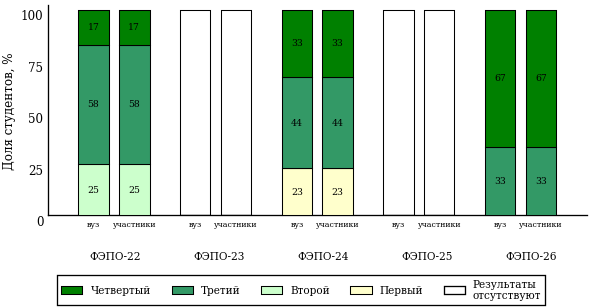 Доля студентов, %
100
75
50
25
0
17 17 33 33
58 58 44 44 67 67
25 25 23 23 33 33
вуз участники вуз участники вуз участники вуз участники вуз участники
ФЭПО-22 ФЭПО-23 ФЭПО-24 ФЭПО-25 ФЭПО-26
Четвертый Третий Второй Первый Результаты
отсутствуют